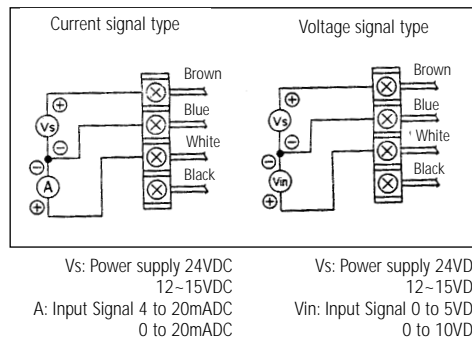 Current signal type
Voltage signal type
Brown
Blue
White
Black
Vs
A
Brown
Blue
White
Black
Vs
Vin
Vs: Power supply 24VDC
12~15VDC
A: Input Signal 4 to 20mADC
0 to 20mADC
Vs: Power supply 24VD
12~15VD
Vin: Input Signal 0 to 5VD
0 to 10VD